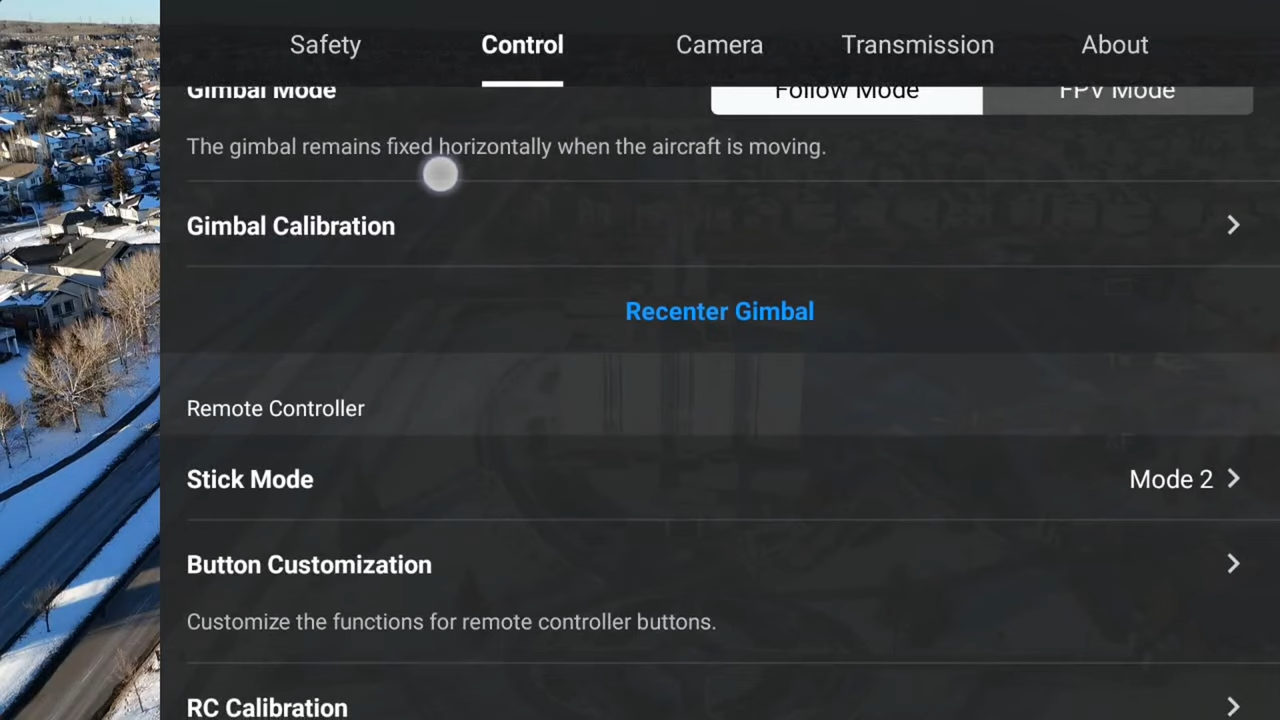 Safety Control Camera Transmission About
Gimbal Mode Follow Mode FPV Mode
The gimbal remains fixed horizontally when the aircraft is moving.
Gimbal Calibration
Recenter Gimbal
Remote Controller
Stick Mode Mode 2
Button Customization
Customize the functions for remote controller buttons.
RC Calibration